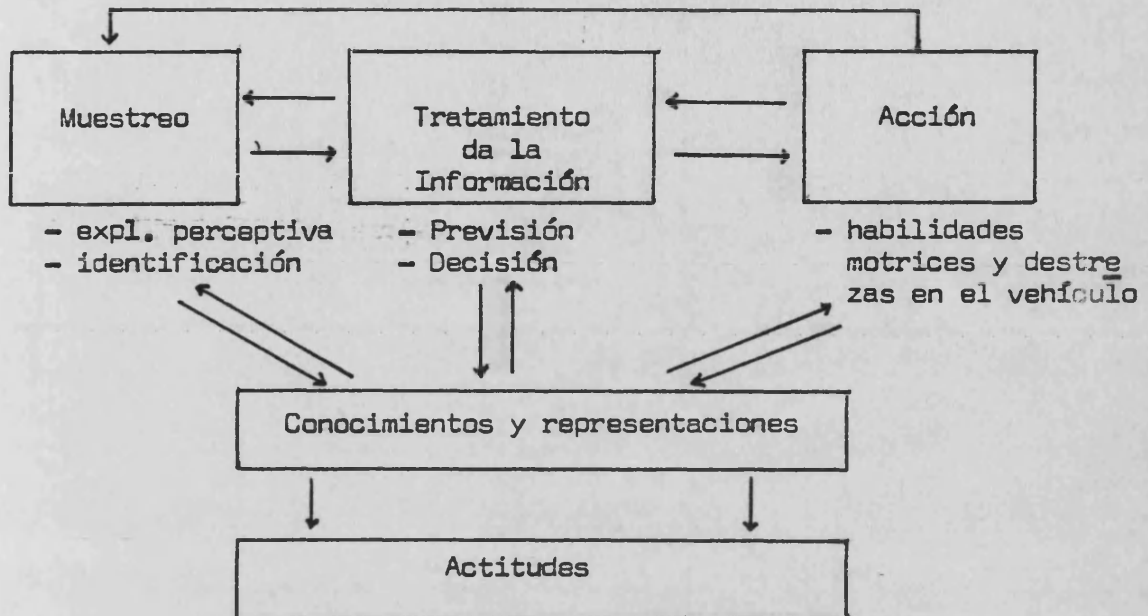 Muestreo
Tratamiento
da la
Información
Acción
- expl. perceptiva
- identificación
- Previsión
- Decisión
- habilidades
motrices y destre
zas en el vehículo
Conocimientos y representaciones
Actitudes